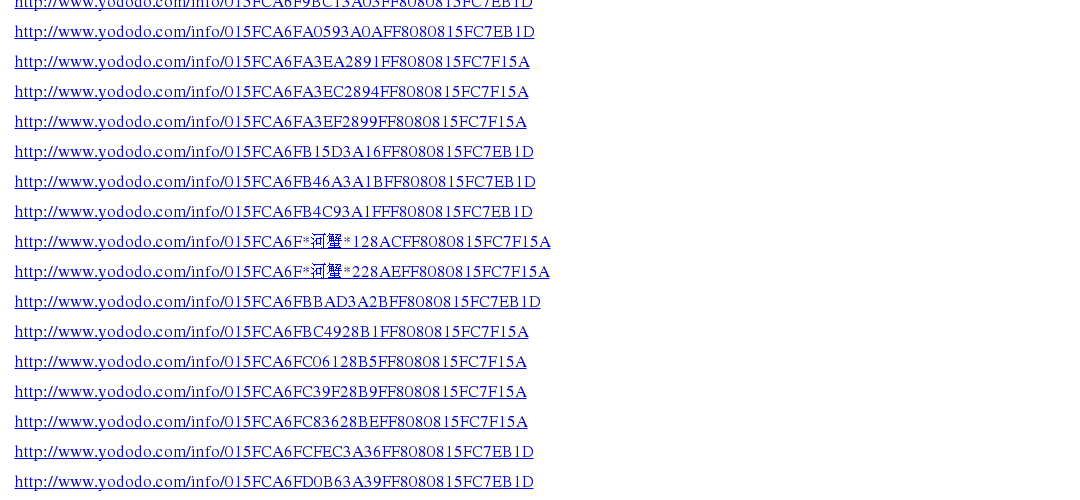 http://www.yododo.com/info/015FCA6F9BC13A03FF8080815FC7EB1D
http://www.yododo.com/info/015FCA6FA0593A0AFF8080815FC7EB1D
http://www.yododo.com/info/015FCA6FA3EA2891FF8080815FC7F15A
http://www.yododo.com/info/015FCA6FA3EC2894FF8080815FC7F15A
http://www.yododo.com/info/015FCA6FA3EF2899FF8080815FC7F15A
http://www.yododo.com/info/015FCA6FB15D3A16FF8080815FC7EB1D
http://www.yododo.com/info/015FCA6FB46A3A1BFF8080815FC7EB1D
http://www.yododo.com/info/015FCA6FB4C93A1FFF8080815FC7EB1D
http://www.yododo.com/info/015FCA6F*河蟹*128ACFF8080815FC7F15A
http://www.yododo.com/info/015FCA6F*河蟹*228AEFF8080815FC7F15A
http://www.yododo.com/info/015FCA6FBBAD3A2BFF8080815FC7EB1D
http://www.yododo.com/info/015FCA6FBC4928B1FF8080815FC7F15A
http://www.yododo.com/info/015FCA6FC06128B5FF8080815FC7F15A
http://www.yododo.com/info/015FCA6FC39F28B9FF8080815FC7F15A
http://www.yododo.com/info/015FCA6FC83628BEFF8080815FC7F15A
http://www.yododo.com/info/015FCA6FCFEC3A36FF8080815FC7EB1D
http://www.yododo.com/info/015FCA6FD0B63A39FF8080815FC7EB1D